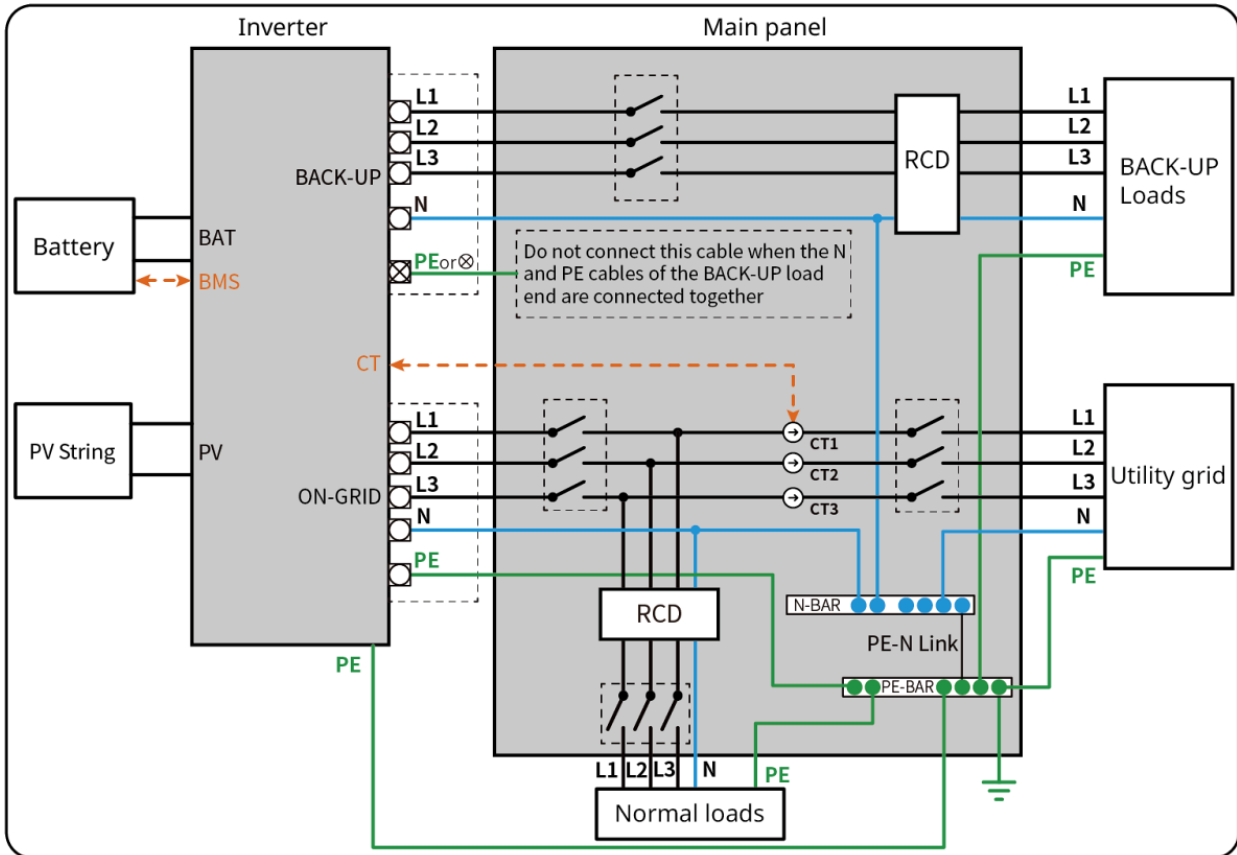 Inverter
Main panel
L1
L2
L3
BACK-UP
N
PEor⊗
RCD
L1
L2
L3
N
PE
BACK-UP
Loads
Battery
BAT
BMS
Do not connect this cable when the N
and PE cables of the BACK-UP load
end are connected together
CT
PV String
PV
L1
L2
L3
ON-GRID
N
PE
CT1
CT2
CT3
L1
L2
L3
N
PE
Utility grid
RCD
N-BAR
PE-N Link
PE-BAR
PE
L1
L2
L3
N
PE
Normal loads